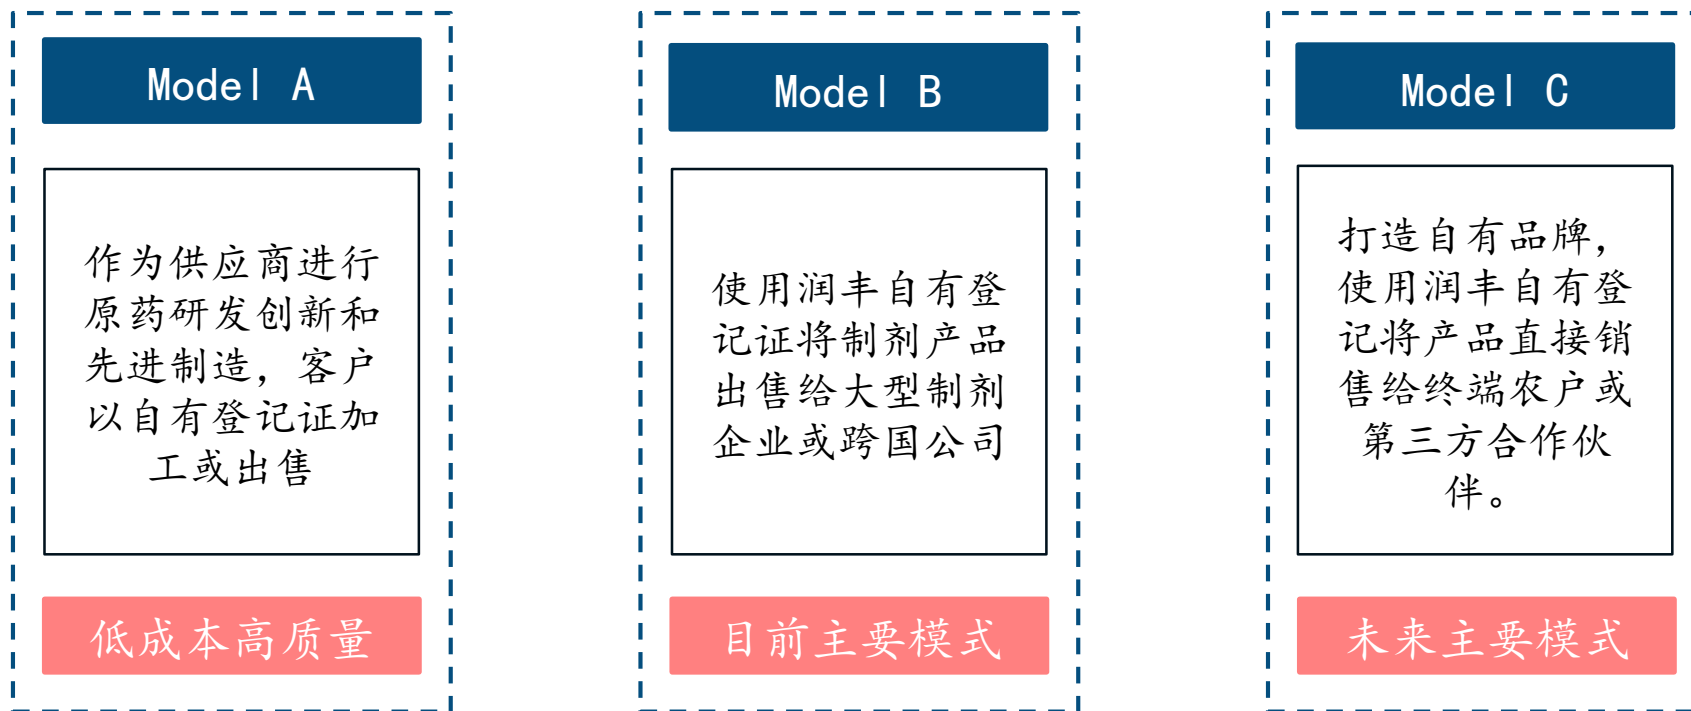 Model A
作为供应商进行
原药研发创新和
先进制造，客户
以自有登记证加
工或出售
低成本高质量
Model B
使用润丰自有登
记证将制剂产品
出售给大型制剂
企业或跨国公司
目前主要模式
Model C
打造自有品牌，
使用润丰自有登
记将产品直接销
售给终端农户或
第三方合作伙
伴。
未来主要模式